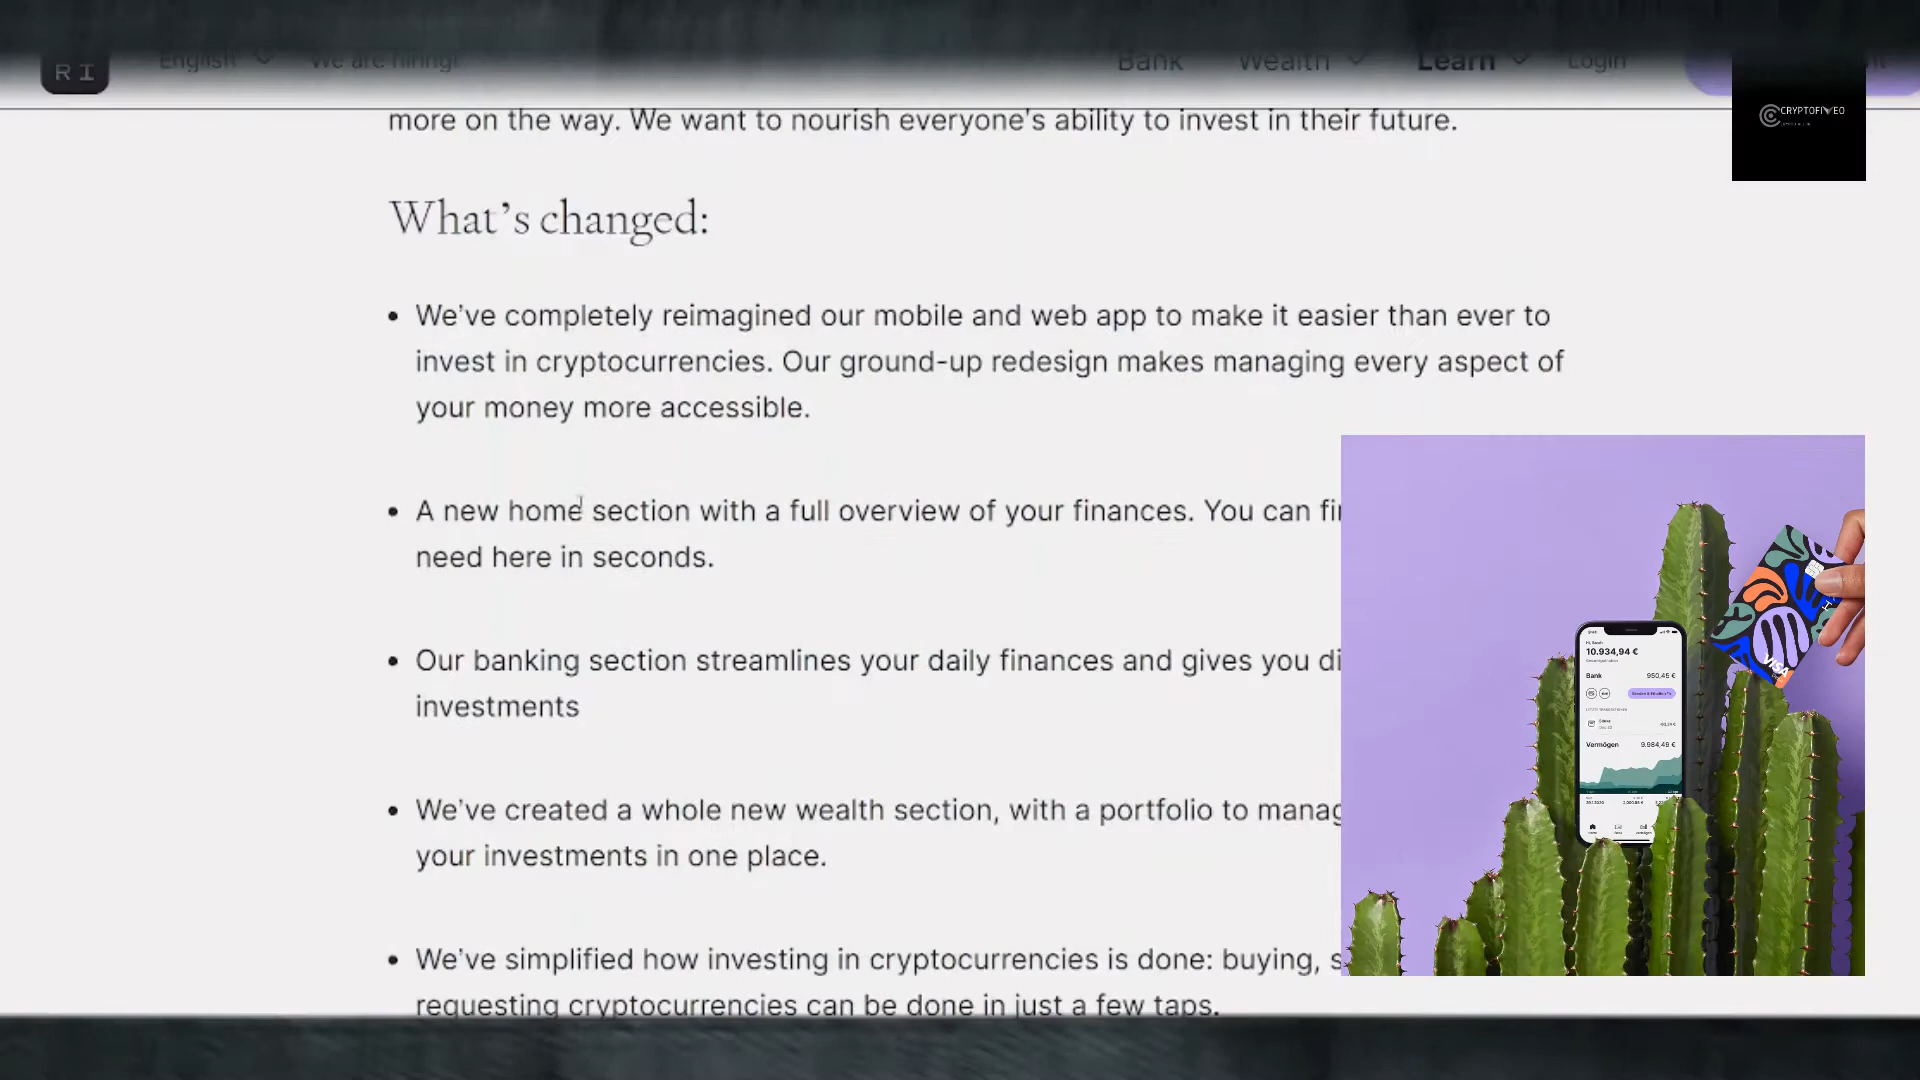 RI
English
We are hiring!
Bank
Wealth
Learn
Login
CRYPTOFIVEO
more on the way. We want to nourish everyone's ability to invest in their future.
What's changed:
• We've completely reimagined our mobile and web app to make it easier than ever to
invest in cryptocurrencies. Our ground-up redesign makes managing every aspect of
your money more accessible.
• A new home section with a full overview of your finances. You can
need here in seconds.
• Our banking section streamlines your daily finances and gives you
investments
• We've created a whole new wealth section, with a portfolio to
your investments in one place.
• We've simplified how investing in cryptocurrencies is done: buying,
requesting cryptocurrencies can be done in just a few taps.
10.934,94 €
Bank
950,45 €
Vermögen
9.984,49 €
VISA